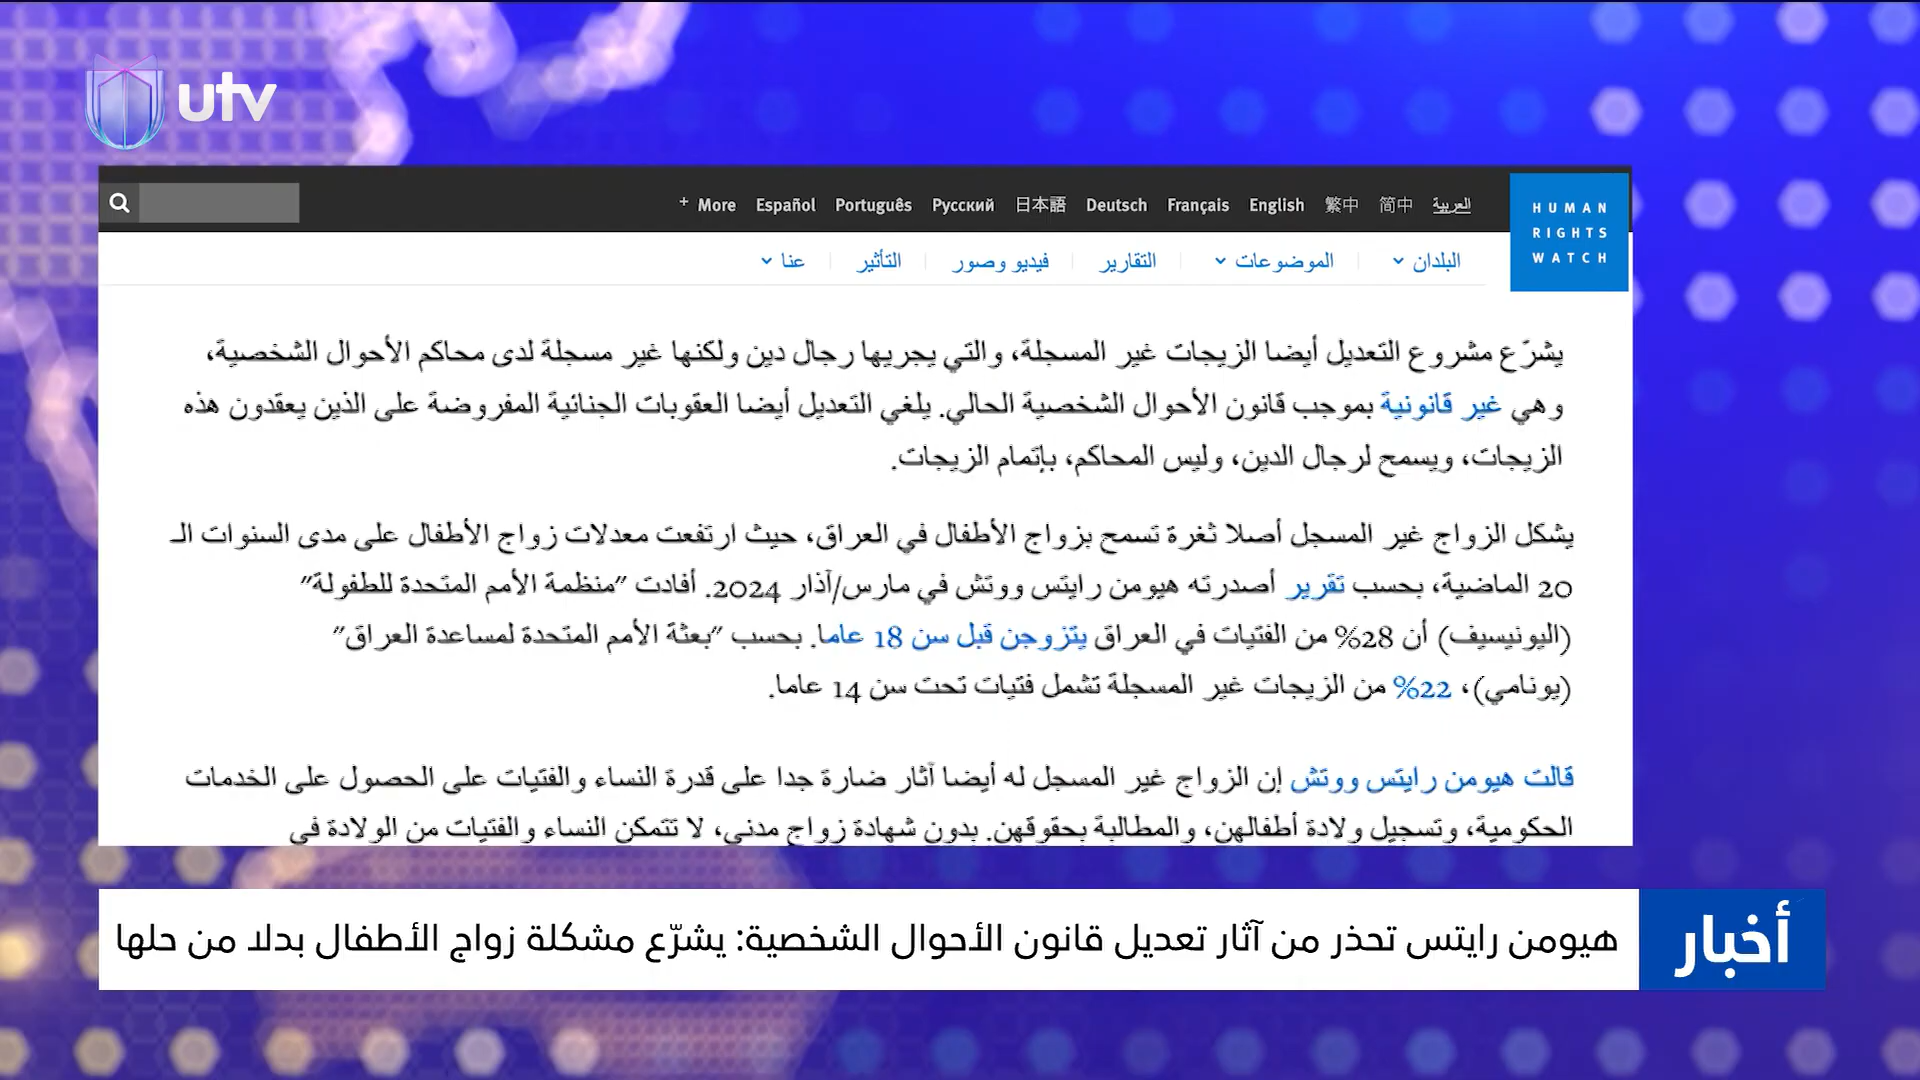 utv
+ More Español Português Русский 日本語 Deutsch Français English 繁中 简中 العربية
HUMAN
RIGHTS
WATCH
البلدان الموضوعات التقارير فيديو وصور التأثير عنا
يشرّع مشروع التعديل أيضا الزيجات غير المسجلة، والتي يجريها رجال دين ولكنها غير مسجلة لدى محاكم الأحوال الشخصية،
وهي غير قانونية بموجب قانون الأحوال الشخصية الحالي. يلغي التعديل أيضا العقوبات الجنائية المفروضة على الذين يعقدون هذه
الزيجات، ويسمح لرجال الدين، وليس المحاكم، بإتمام الزيجات.
يشكل الزواج غير المسجل أصلا ثغرة تسمح بزواج الأطفال في العراق، حيث ارتفعت معدلات زواج الأطفال على مدى السنوات الـ
20 الماضية، بحسب تقرير أصدرته هيومن رايتس ووتش في مارس/آذار 2024. أفادت "منظمة الأمم المتحدة للطفولة"
(اليونيسيف) أن 28% من الفتيات في العراق يتزوجن قبل سن 18 عاما. بحسب "بعثة الأمم المتحدة لمساعدة العراق"
(يونامي)، 22% من الزيجات غير المسجلة تشمل فتيات تحت سن 14 عاما.
قالت هيومن رايتس ووتش إن الزواج غير المسجل له أيضا آثار ضارة جدا على قدرة النساء والفتيات على الحصول على الخدمات
الحكومية، وتسجيل ولادة أطفالهن، والمطالبة بحقوقهن. بدون شهادة زواج مدني، لا تتمكن النساء والفتيات من الولادة في
أخبار
هيومن رايتس تحذر من آثار تعديل قانون الأحوال الشخصية: يشرّع مشكلة زواج الأطفال بدلا من حلها